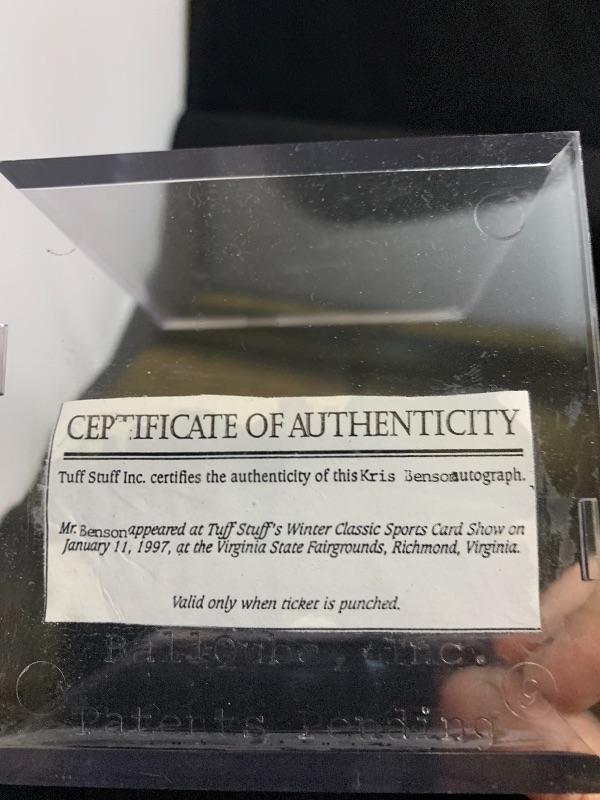 CERTIFICATE OF AUTHENTICITY
Tuff Stuff Inc. certifies the authenticity of this Kris Bensonautograph.
Mr. Benson appeared at Tuff Stuff's Winter Classic Sports Card Show on
January 11, 1997, at the Virginia State Fairgrounds, Richmond, Virginia.
Valid only when ticket is punched.
BallQube, Inc.
Patents Pending